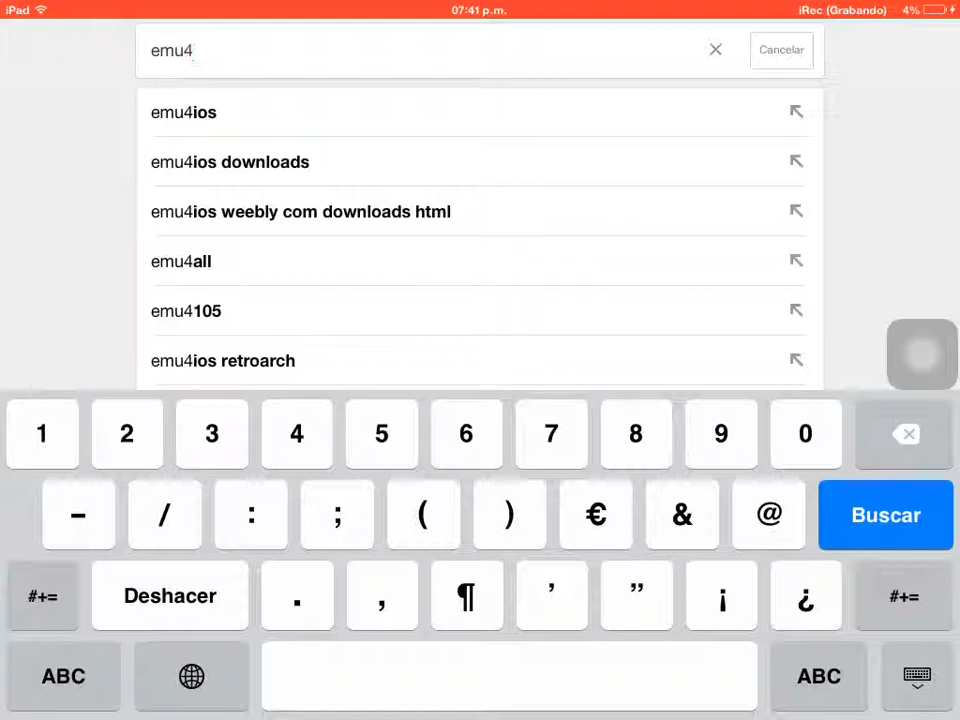 iPad 07:41 p.m. iRec (Grabando) 4%
emu4 Cancelar
emu4ios
emu4ios downloads
emu4ios weebly com downloads html
emu4all
emu4105
emu4ios retroarch
1 2 3 4 5 6 7 8 9 0
- / : ; ( ) € & @ Buscar
#+= Deshacer . , ¶ ’ ” ¡ ¿ #+=
ABC ABC